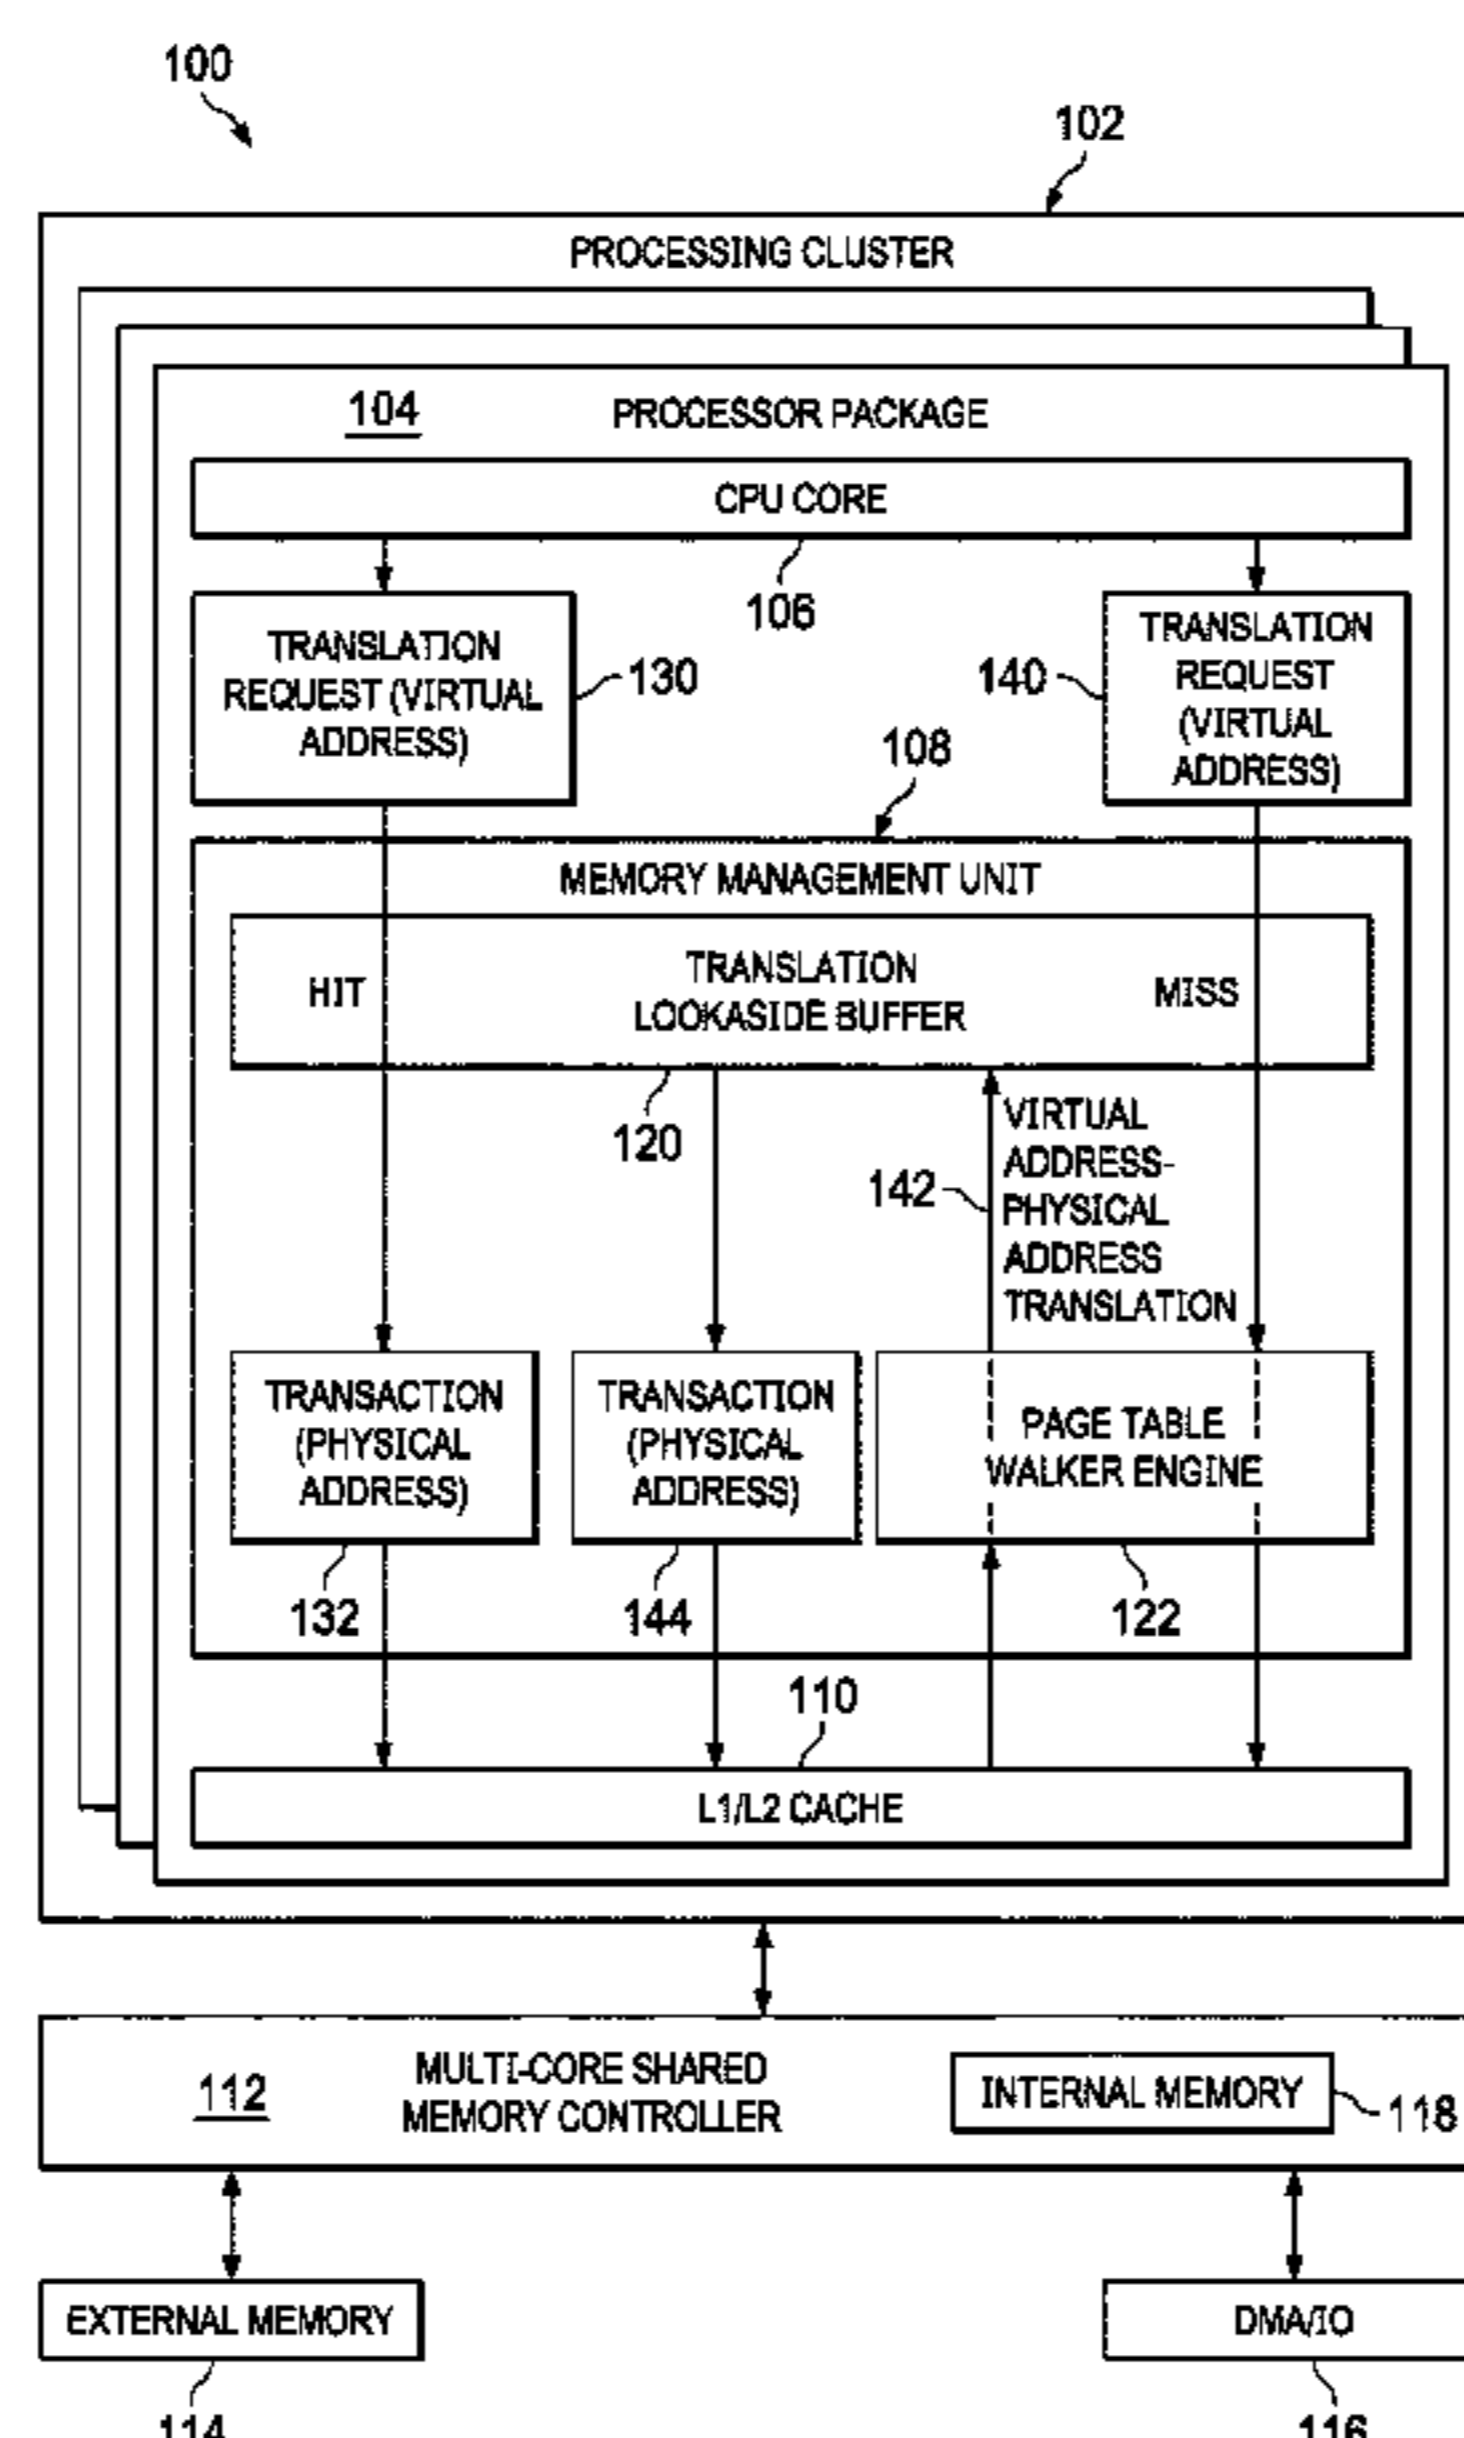 100
102
PROCESSING CLUSTER
104
PROCESSOR PACKAGE
CPU CORE
106
TRANSLATION
REQUEST (VIRTUAL
ADDRESS)
130
140
TRANSLATION
REQUEST
(VIRTUAL
ADDRESS)
108
MEMORY MANAGEMENT UNIT
HIT
TRANSLATION
LOOKASIDE BUFFER
MISS
120
142
VIRTUAL
ADDRESS-
PHYSICAL
ADDRESS
TRANSLATION
TRANSACTION
(PHYSICAL
ADDRESS)
TRANSACTION
(PHYSICAL
ADDRESS)
PAGE TABLE
WALKER ENGINE
132
144
122
110
L1/L2 CACHE
112
MULTI-CORE SHARED
MEMORY CONTROLLER
INTERNAL MEMORY
118
EXTERNAL MEMORY
DMA/IO
114
116